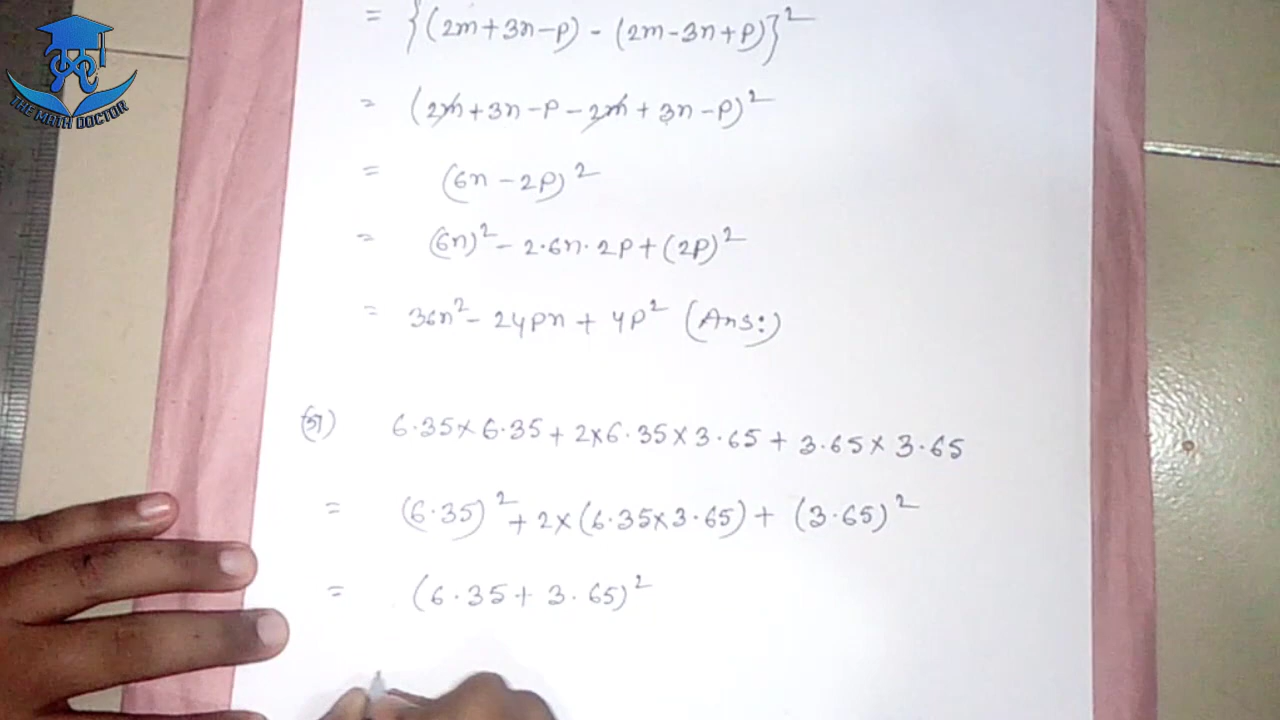 = {(2m+3n-p) - (2m-3n+p)}²
= (2m+3n-p-2m+3n-p)²
= (6n-2p)²
= (6n)² - 2·6n·2p+(2p)²
= 36n² - 24pn + 4p² (Ans:)
6·35×6·35+2×6·35×3·65+3·65×3·65
= (6·35)²+2×(6·35×3·65)+(3·65)²
= (6·35+3·65)²
THE MATH DOCTOR